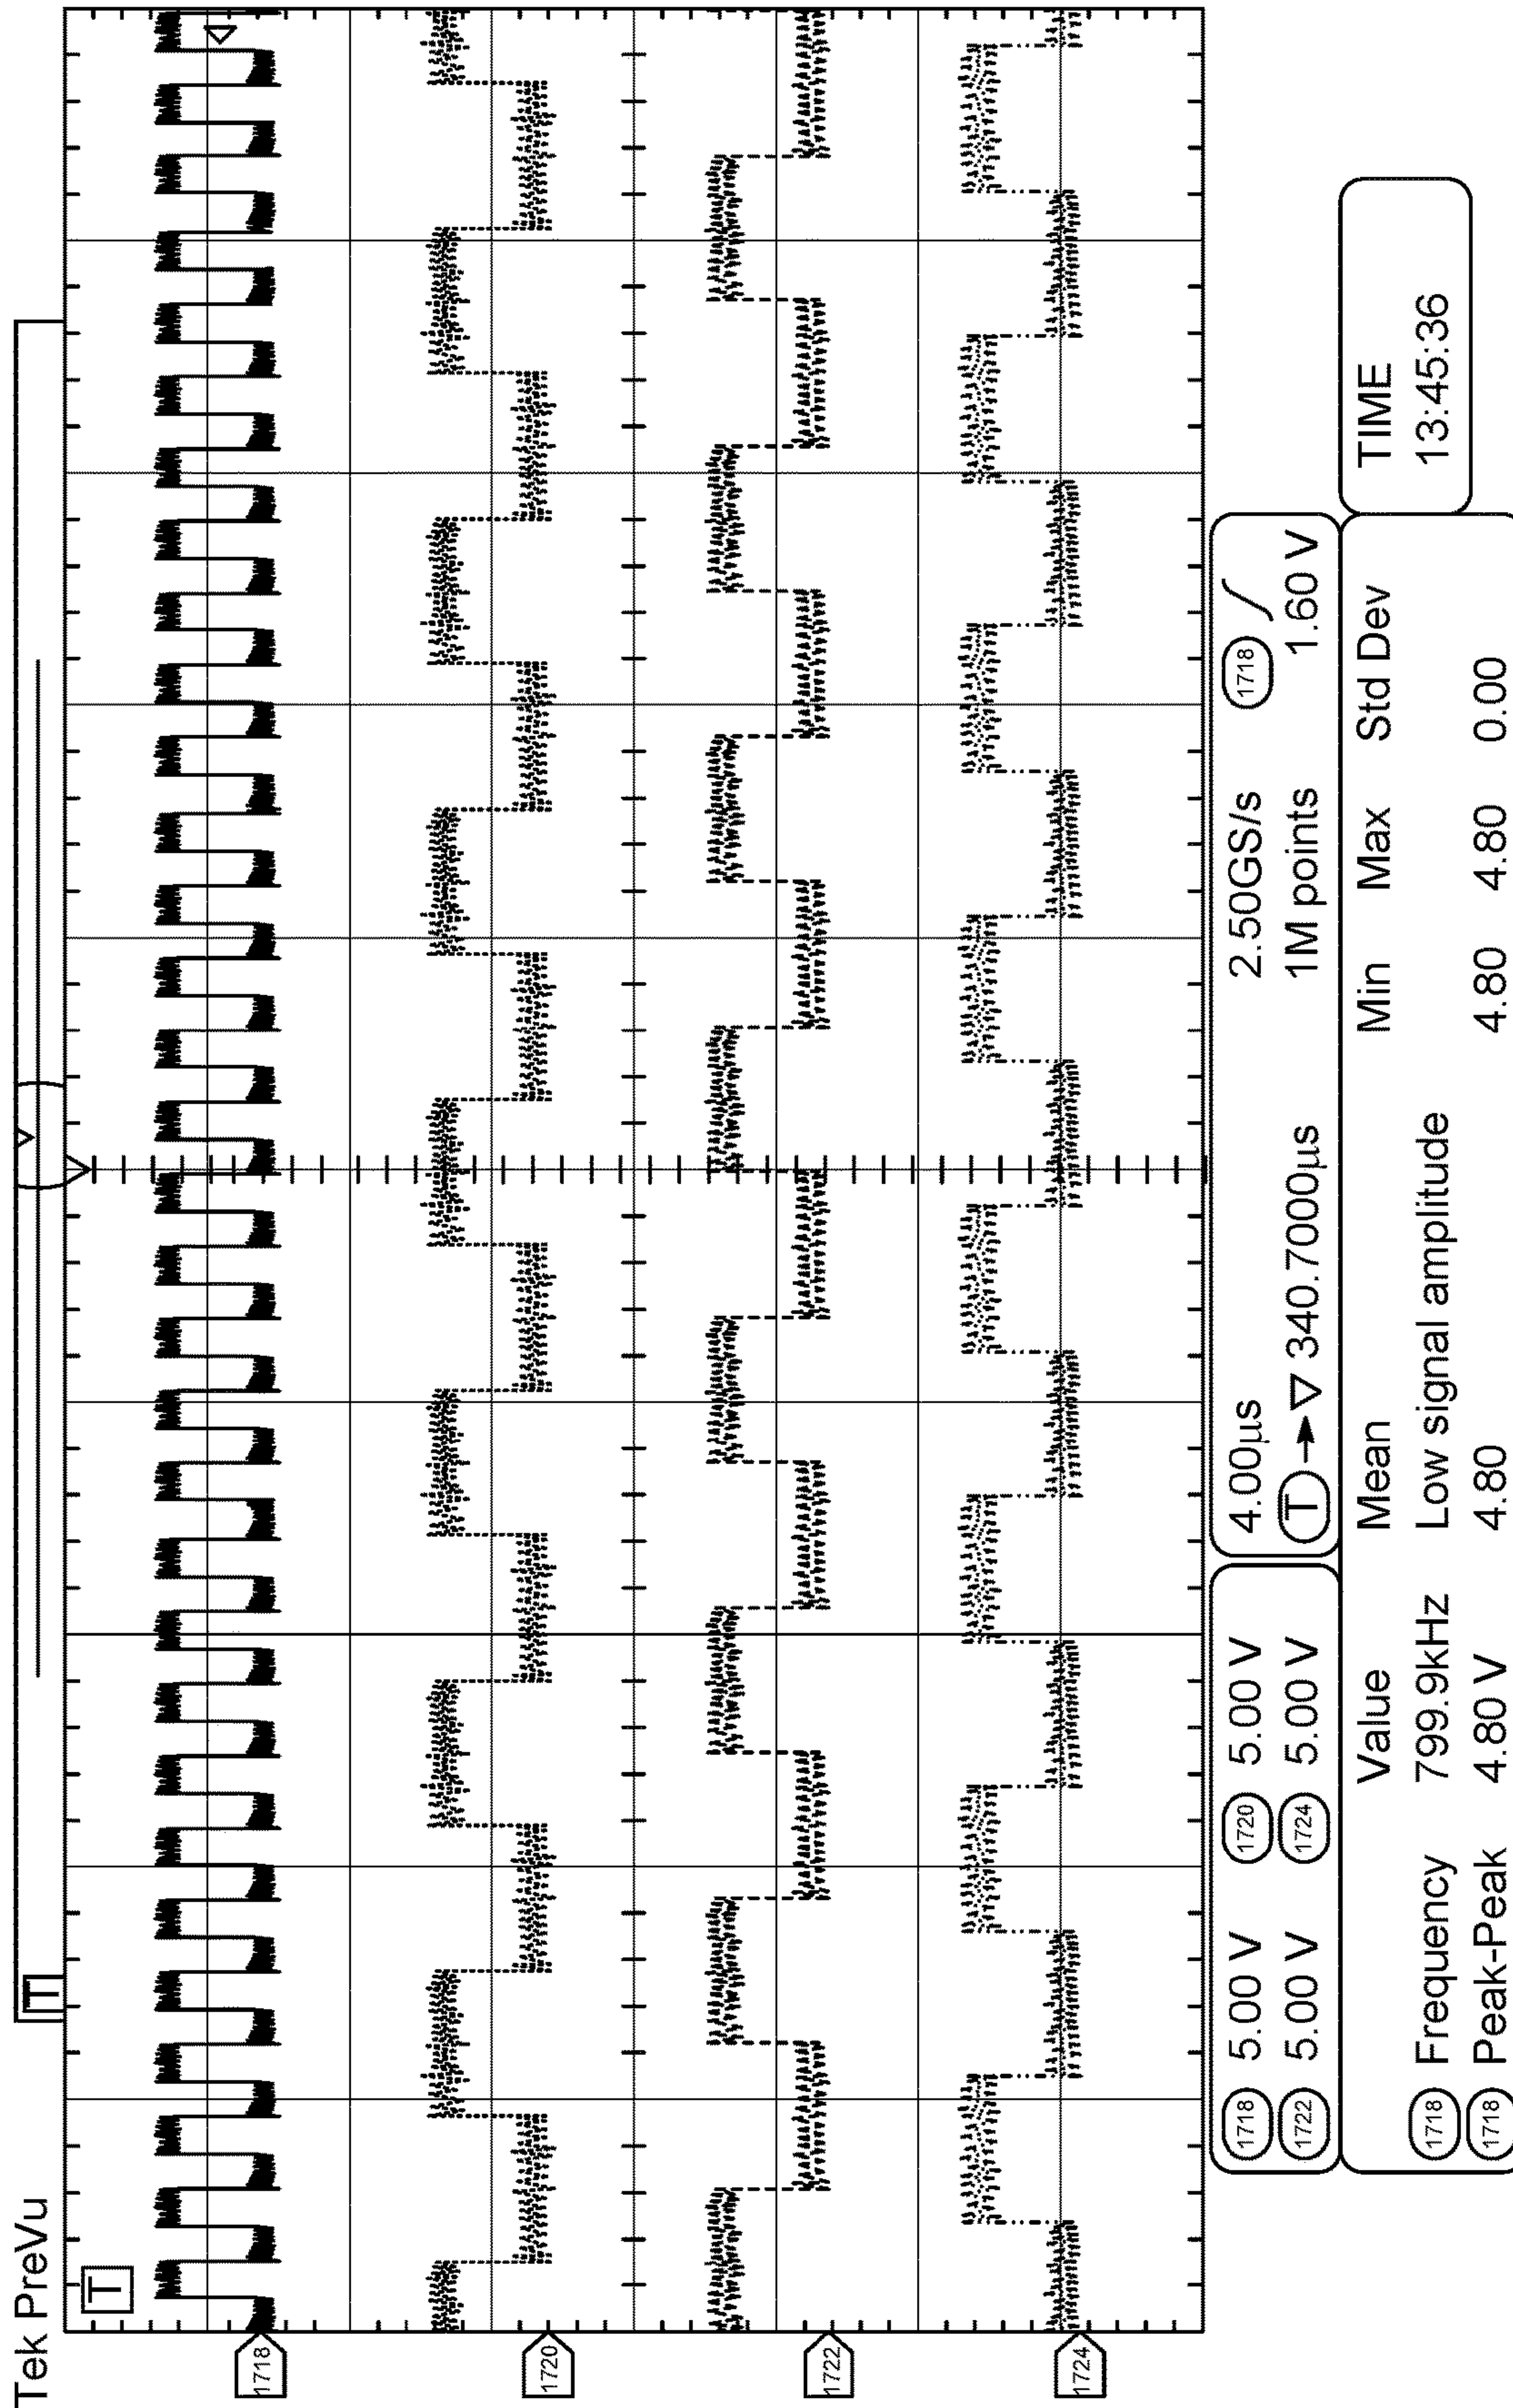 Tek PreVu
T
T
1718
1720
1722
1724
1718 5.00 V 1720 5.00 V
1722 5.00 V 1724 5.00 V
4.00µs 2.50GS/s 1718
T 340.7000µs 1M points 1.60 V
Value Mean Min Max Std Dev
1718 Frequency 799.9kHz Low signal amplitude
1718 Peak-Peak 4.80 V 4.80 4.80 4.80 0.00
TIME
13:45:36